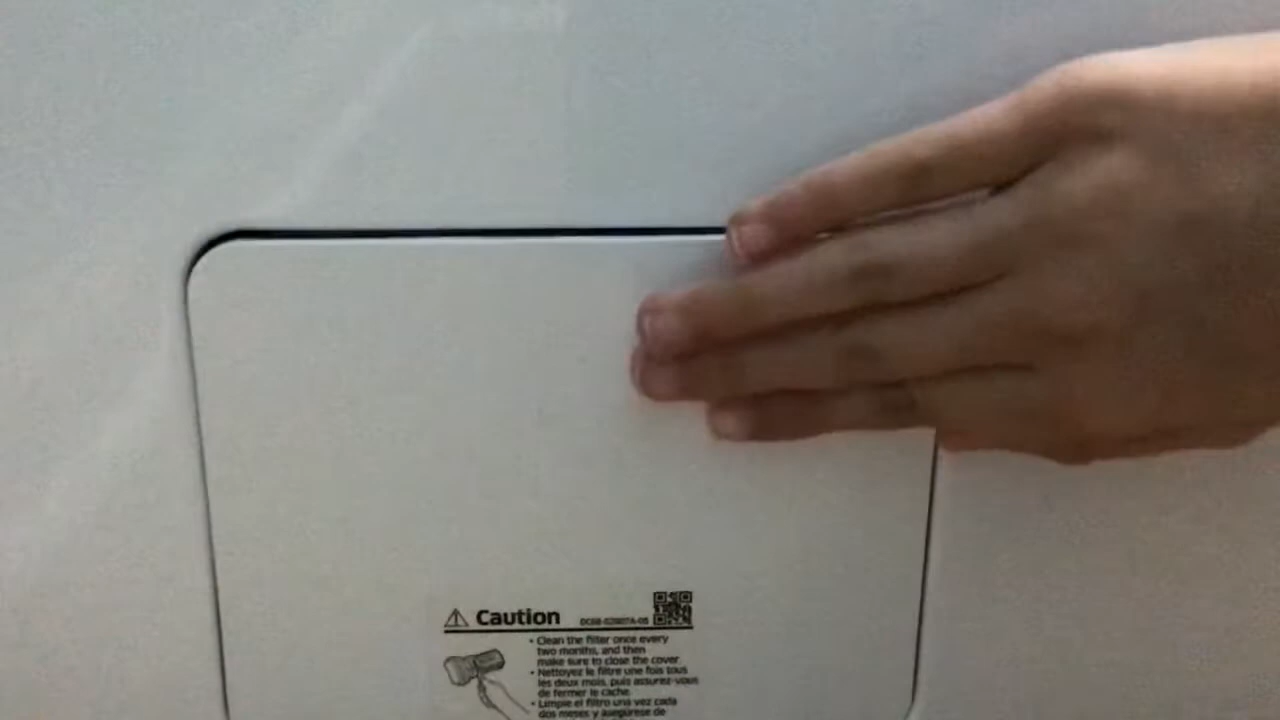 Caution
• Clean the filter once every
two months, and then
make sure to close the cover.
• Nettoyez le filtre une fois tous
les deux mois, puis assurez-vous
de fermer le cache.
• Limpie el filtro una vez cada
dos meses y asegúrese de